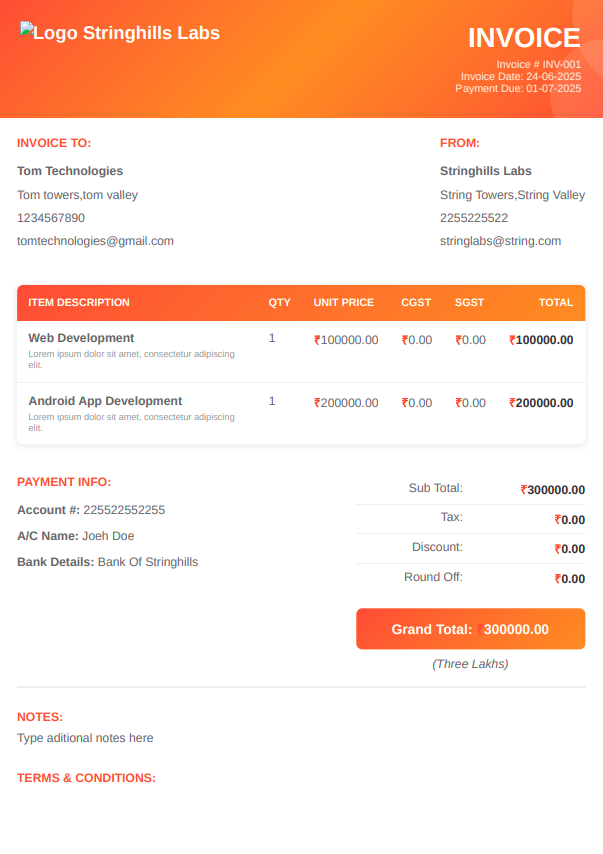 Logo Stringhills Labs
INVOICE
Invoice # INV-001
Invoice Date: 24-06-2025
Payment Due: 01-07-2025
INVOICE TO:
Tom Technologies
Tom towers,tom valley
1234567890
tomtechnologies@gmail.com
FROM:
Stringhills Labs
String Towers,String Valley
2255225522
stringlabs@string.com
ITEM DESCRIPTION QTY UNIT PRICE CGST SGST TOTAL
Web Development 1 ₹100000.00 ₹0.00 ₹0.00 ₹100000.00
Lorem ipsum dolor sit amet, consectetur adipiscing
elit.
Android App Development 1 ₹200000.00 ₹0.00 ₹0.00 ₹200000.00
Lorem ipsum dolor sit amet, consectetur adipiscing
elit.
PAYMENT INFO:
Account #: 225522552255
A/C Name: Joeh Doe
Bank Details: Bank Of Stringhills
Sub Total: ₹300000.00
Tax: ₹0.00
Discount: ₹0.00
Round Off: ₹0.00
Grand Total: ₹300000.00
(Three Lakhs)
NOTES:
Type aditional notes here
TERMS & CONDITIONS: